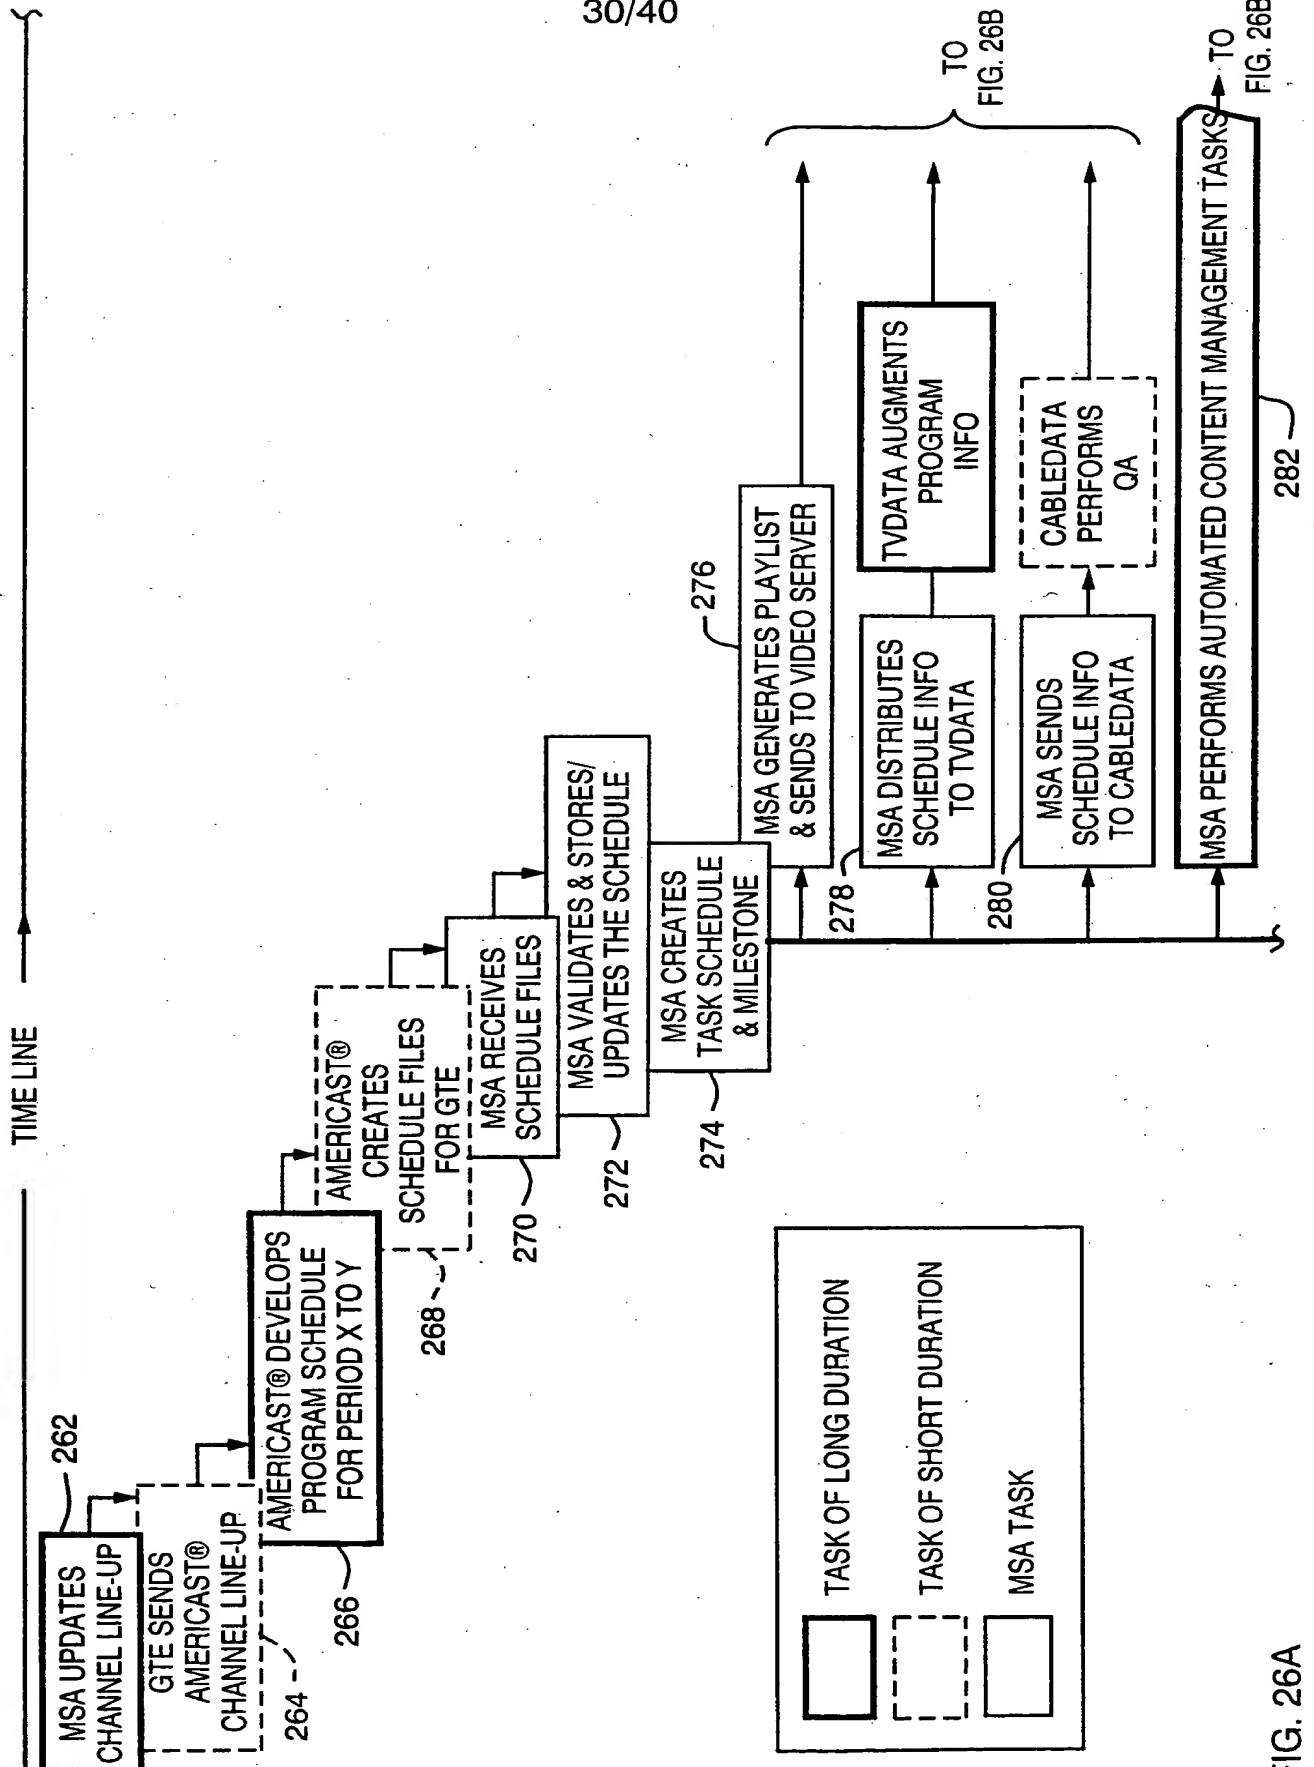 30/40
TIME LINE
MSA UPDATES
CHANNEL LINE-UP
262
GTE SENDS
AMERICAST®
CHANNEL LINE-UP
264
AMERICAST® DEVELOPS
PROGRAM SCHEDULE
FOR PERIOD X TO Y
266
AMERICAST®
CREATES
SCHEDULE FILES
FOR GTE
268
MSA RECEIVES
SCHEDULE FILES
270
MSA VALIDATES & STORES/
UPDATES THE SCHEDULE
272
MSA CREATES
TASK SCHEDULE
& MILESTONE
274
MSA GENERATES PLAYLIST
& SENDS TO VIDEO SERVER
276
MSA DISTRIBUTES
SCHEDULE INFO
TO TVDATA
278
TVDATA AUGMENTS
PROGRAM
INFO
MSA SENDS
SCHEDULE INFO
TO CABLEDATA
280
CABLEDATA
PERFORMS
QA
TO
FIG. 26B
MSA PERFORMS AUTOMATED CONTENT MANAGEMENT TASKS
282
TO
FIG. 26B
TASK OF LONG DURATION
TASK OF SHORT DURATION
MSA TASK
FIG. 26A